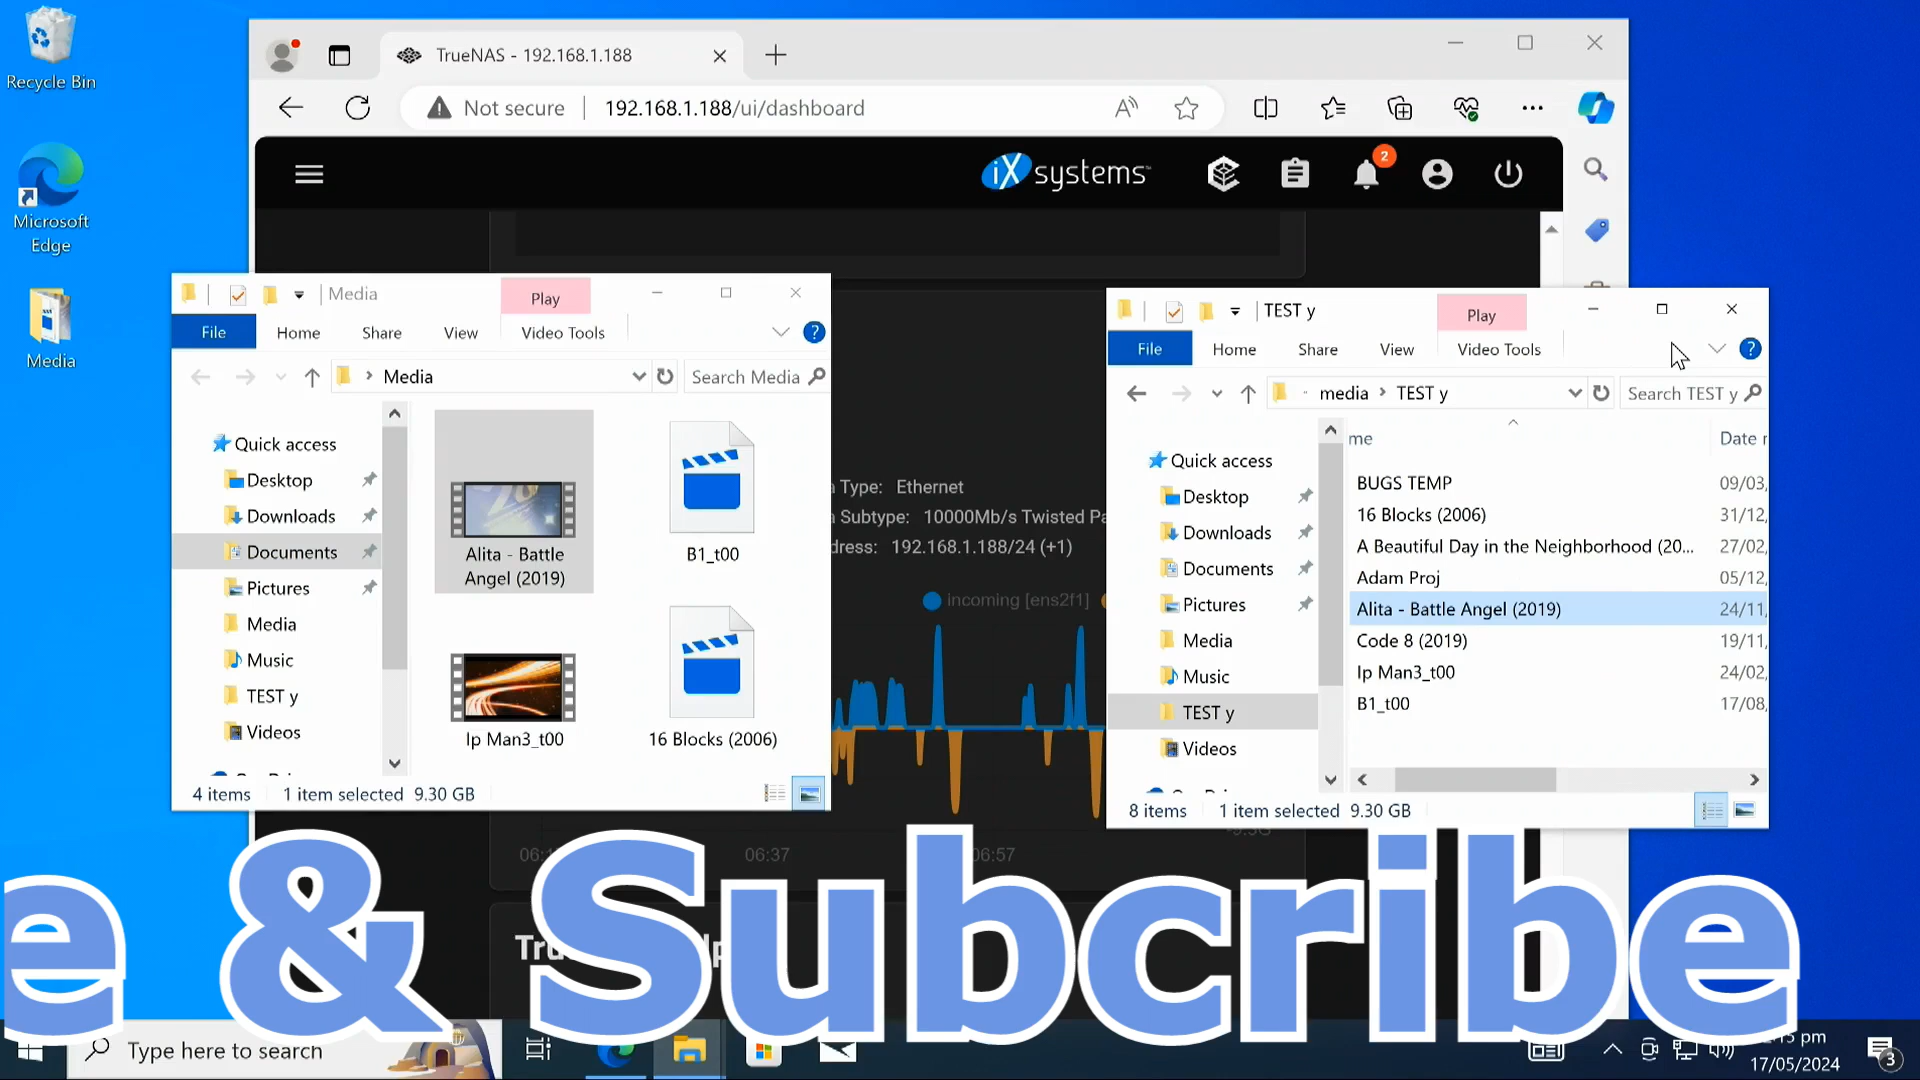 Recycle Bin
Microsoft
Edge
Media
TrueNAS - 192.168.1.188
Not secure
192.168.1.188/ui/dashboard
iX systems
2
Media
Play
File
Home
Share
View
Video Tools
Media
Search Media
Quick access
Desktop
Downloads
Documents
Pictures
Media
Music
TEST y
Videos
Alita - Battle
Angel (2019)
B1_t00
Ip Man3_t00
16 Blocks (2006)
4 items
1 item selected 9.30 GB
Type: Ethernet
Subtype: 10000Mb/s Twisted
192.168.1.188/24 (+1)
incoming [ens2f1]
06:37
06:57
TEST y
Play
File
Home
Share
View
Video Tools
media
TEST y
Search TEST y
Quick access
Desktop
Downloads
Documents
Pictures
Media
Music
TEST y
Videos
me
Date
BUGS TEMP
09/03,
16 Blocks (2006)
31/12,
A Beautiful Day in the Neighborhood (20...
27/02,
Adam Proj
05/12,
Alita - Battle Angel (2019)
24/11,
Code 8 (2019)
19/11,
Ip Man3_t00
24/02,
B1_t00
17/08,
8 items
1 item selected 9.30 GB
e & Subcribe
Type here to search
pm
17/05/2024
3